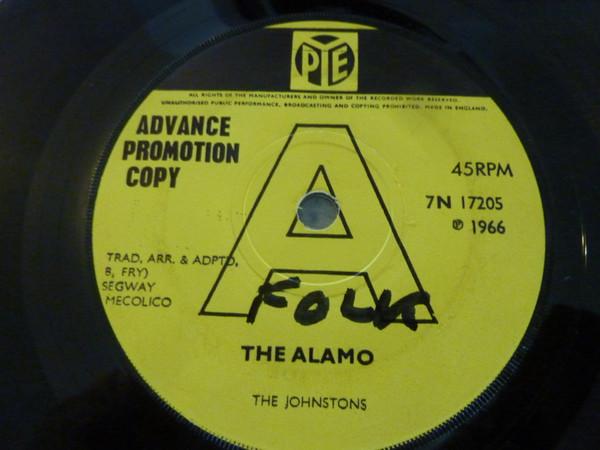 PYE
ALL RIGHTS OF THE MANUFACTURERS AND OWNER OF THE RECORDED WORK RESERVED.
UNAUTHORISED PUBLIC PERFORMANCE, BROADCASTING AND COPYING PROHIBITED. MADE IN ENGLAND.
ADVANCE
PROMOTION
COPY
A
45RPM
7N 17205
℗ 1966
TRAD, ARR. & ADPTD,
B, FRY)
SEGWAY
MECOLICO
FOLK
THE ALAMO
THE JOHNSTONS